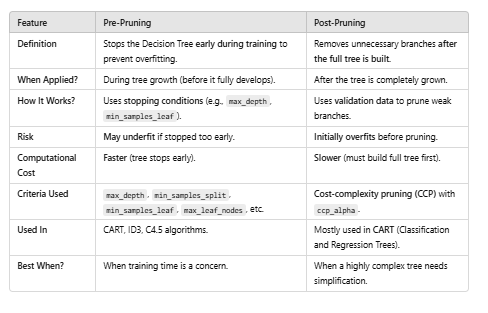 Feature Pre-Pruning Post-Pruning
Definition Stops the Decision Tree early during training to prevent overfitting. Removes unnecessary branches after the full tree is built.
When Applied? During tree growth (before it fully develops). After the tree is completely grown.
How It Works? Uses stopping conditions (e.g., max_depth, min_samples_leaf). Uses validation data to prune weak branches.
Risk May underfit if stopped too early. Initially overfits before pruning.
Computational Cost Faster (tree stops early). Slower (must build full tree first).
Criteria Used max_depth, min_samples_split, min_samples_leaf, max_leaf_nodes, etc. Cost-complexity pruning (CCP) with ccp_alpha.
Used In CART, ID3, C4.5 algorithms. Mostly used in CART (Classification and Regression Trees).
Best When? When training time is a concern. When a highly complex tree needs simplification.